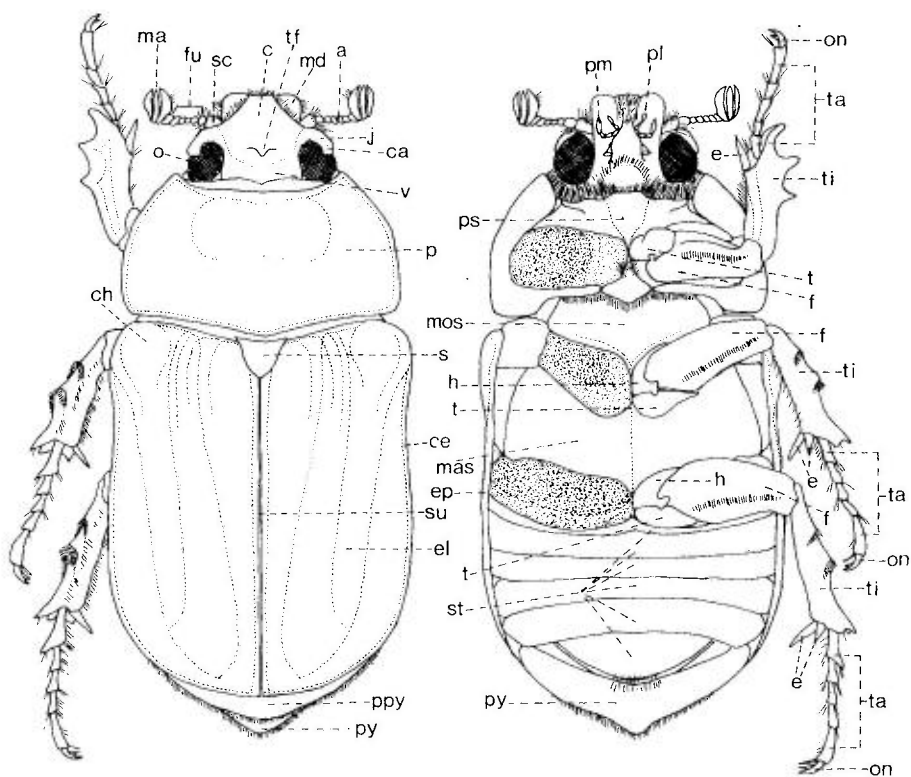 ma
fu
sc
c
tf
md
a
j
ca
o
v
p
ch
s
ce
su
el
ppy
py
pm
pl
on
ta
e
ti
ps
t
f
mos
f
h
ti
t
mas
h
e
ta
ep
f
t
on
st
ti
e
py
ta
on